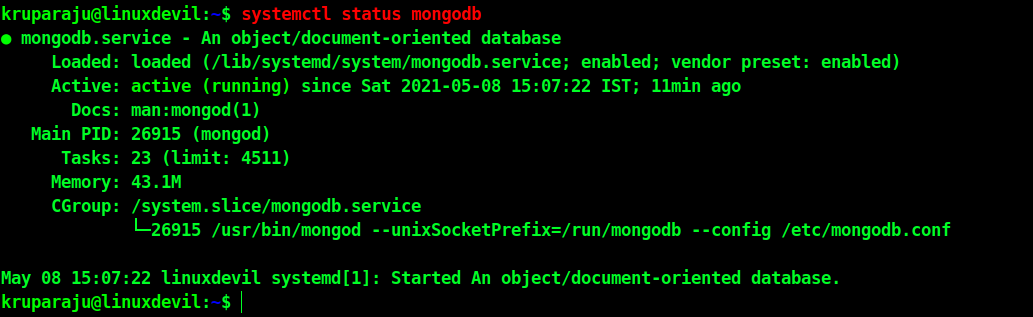 kruparaju@linuxdevil:~$ systemctl status mongodb
● mongodb.service - An object/document-oriented database
     Loaded: loaded (/lib/systemd/system/mongodb.service; enabled; vendor preset: enabled)
     Active: active (running) since Sat 2021-05-08 15:07:22 IST; 11min ago
       Docs: man:mongod(1)
   Main PID: 26915 (mongod)
      Tasks: 23 (limit: 4511)
     Memory: 43.1M
     CGroup: /system.slice/mongodb.service
             └─26915 /usr/bin/mongod --unixSocketPrefix=/run/mongodb --config /etc/mongodb.conf
May 08 15:07:22 linuxdevil systemd[1]: Started An object/document-oriented database.
kruparaju@linuxdevil:~$